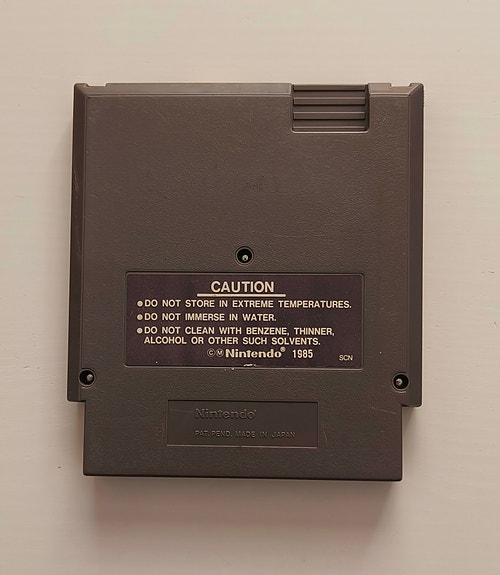 CAUTION
●DO NOT STORE IN EXTREME TEMPERATURES.
●DO NOT IMMERSE IN WATER.
●DO NOT CLEAN WITH BENZENE, THINNER,
ALCOHOL OR OTHER SUCH SOLVENTS.
©Ⓜ Nintendo® 1985 SCN
Nintendo®
PAT. PEND. MADE IN JAPAN